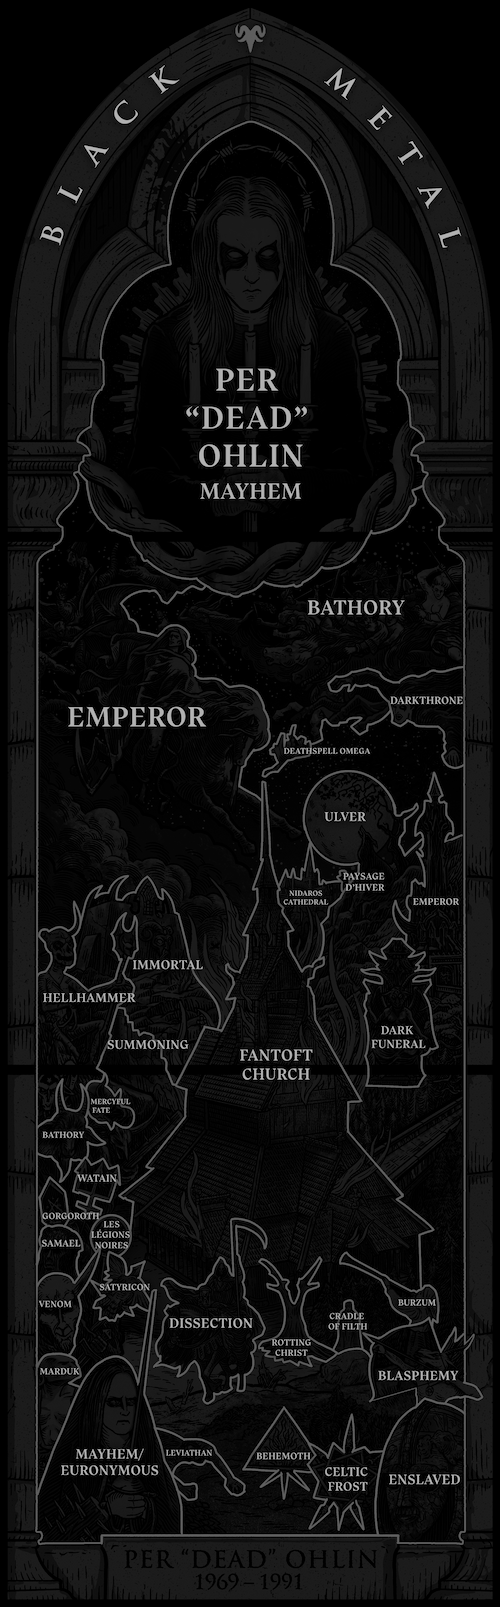 BLACK METAL
PER
“DEAD”
OHLIN
MAYHEM
BATHORY
DARKTHRONE
EMPEROR
DEATHSPELL OMEGA
ULVER
PAYSAGE
D'HIVER
NIDAROS
CATHEDRAL
EMPEROR
IMMORTAL
HELLHAMMER
DARK
FUNERAL
SUMMONING
FANTOFT
CHURCH
MERCYFUL
FATE
BATHORY
WATAIN
GORGOROTH
LES
LÉGIONS
NOIRES
SAMAEL
SATYRICON
VENOM
BURZUM
DISSECTION
CRADLE
OF FILTH
ROTTING
CHRIST
MARDUK
BLASPHEMY
MAYHEM/
EURONYMOUS
LEVIATHAN
BEHEMOTH
CELTIC
FROST
ENSLAVED
PER “DEAD” OHLIN
1969 – 1991